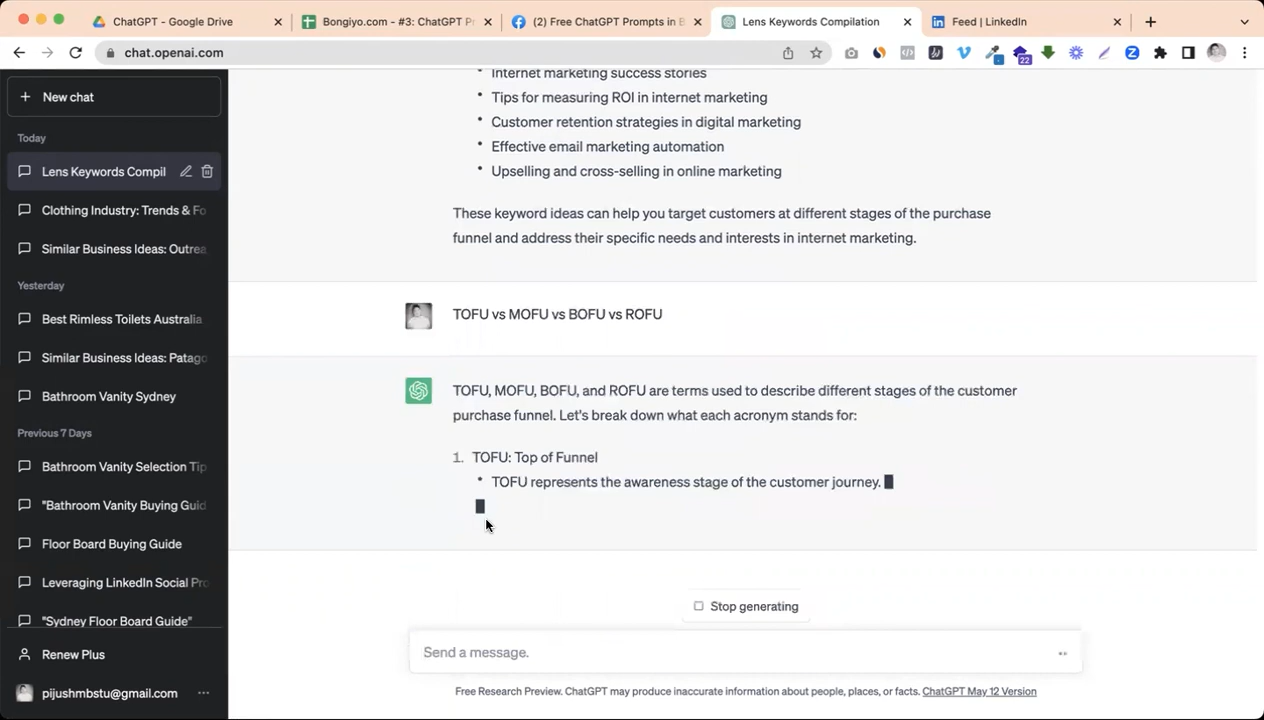 ChatGPT - Google Drive
Bongiyo.com - #3: ChatGPT Pr
(2) Free ChatGPT Prompts in B
Lens Keywords Compilation
Feed | LinkedIn
chat.openai.com
22
New chat
Today
Lens Keywords Compil
Clothing Industry: Trends & Fo
Similar Business Ideas: Outrea
Yesterday
Best Rimless Toilets Australia
Similar Business Ideas: Patago
Bathroom Vanity Sydney
Previous 7 Days
Bathroom Vanity Selection Tip
"Bathroom Vanity Buying Guid
Floor Board Buying Guide
Leveraging LinkedIn Social Pro
"Sydney Floor Board Guide"
Renew Plus
pijushmbstu@gmail.com
• Internet marketing success stories
• Tips for measuring ROI in internet marketing
• Customer retention strategies in digital marketing
• Effective email marketing automation
• Upselling and cross-selling in online marketing
These keyword ideas can help you target customers at different stages of the purchase
funnel and address their specific needs and interests in internet marketing.
TOFU vs MOFU vs BOFU vs ROFU
TOFU, MOFU, BOFU, and ROFU are terms used to describe different stages of the customer
purchase funnel. Let's break down what each acronym stands for:
1. TOFU: Top of Funnel
• TOFU represents the awareness stage of the customer journey.
Stop generating
Send a message.
Free Research Preview. ChatGPT may produce inaccurate information about people, places, or facts. ChatGPT May 12 Version